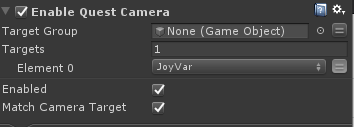 Enable Quest Camera
Target Group None (Game Object)
Targets 1
Element 0 JoyVar
Enabled
Match Camera Target